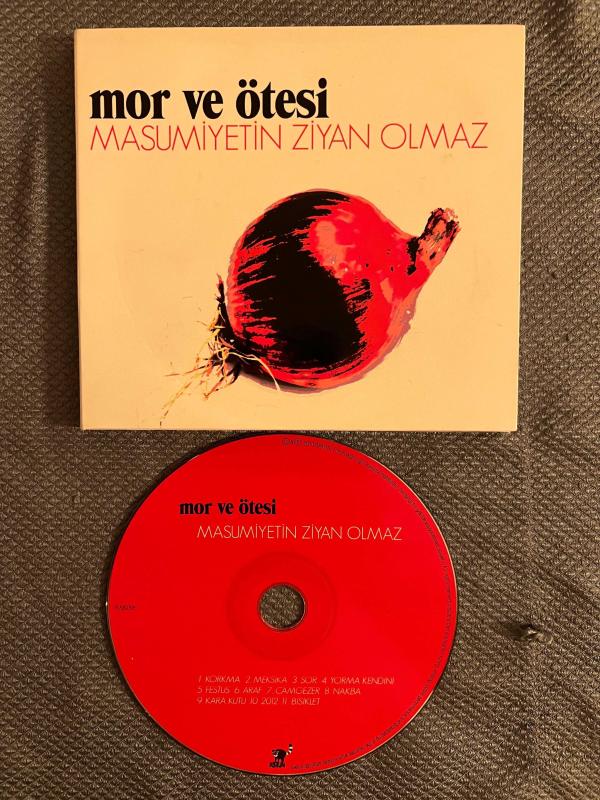 mor ve ötesi
MASUMİYETİN ZİYAN OLMAZ
mor ve ötesi
MASUMİYETİN ZİYAN OLMAZ
1 KORKMA 2 MEKSİKA 3 SOR 4 YORMA KENDİNİ
5 FESTUS 6 ARAF 7 CAMGEZER 8 NAKBA
9 KARA KUTU 10 2012 11 BİSİKLET